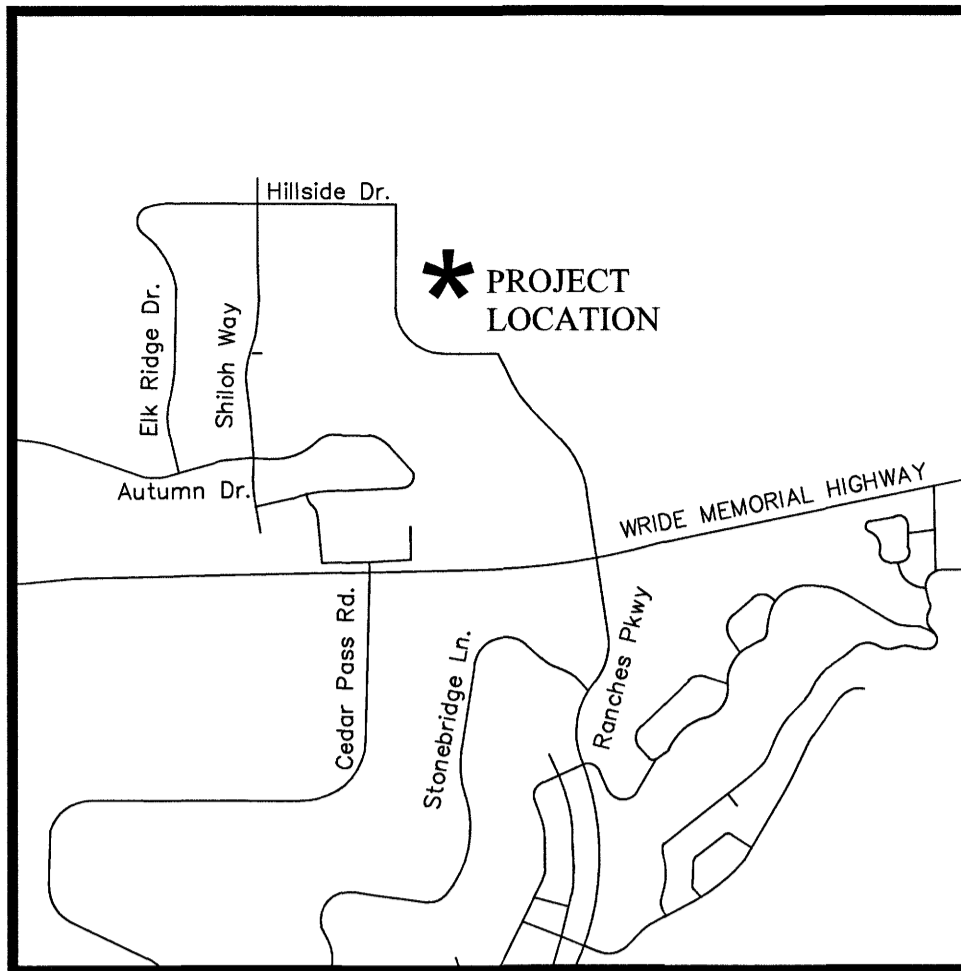 Hillside Dr.
PROJECT
LOCATION
Elk Ridge Dr.
Shiloh Way
Autumn Dr.
WRIDE MEMORIAL HIGHWAY
Cedar Pass Rd.
Stonebridge Ln.
Ranches Pkwy